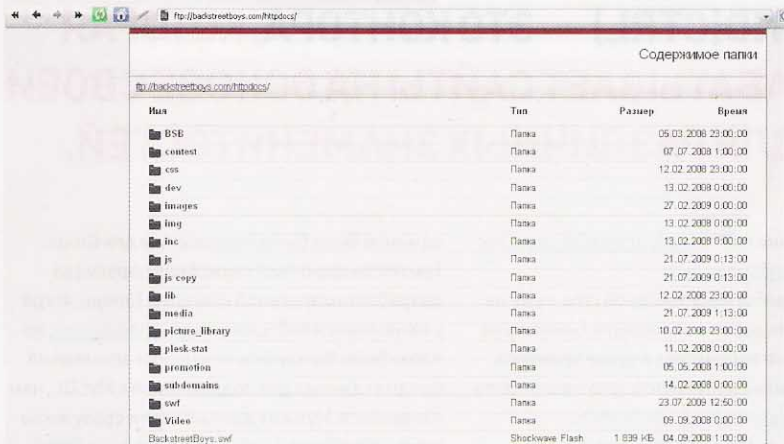 ftp://backstreetboys.com/httpdocs/
Содержимое папки
ftp://backstreetboys.com/httpdocs/
Имя Тип Размер Время
BSB Папка 05.03.2008 23:00:00
contest Папка 07.07.2008 1:00:00
css Папка 12.02.2008 23:00:00
dev Папка 13.02.2008 0:00:00
images Папка 27.02.2009 0:00:00
img Папка 13.02.2008 0:00:00
inc Папка 13.02.2008 0:00:00
js Папка 21.07.2009 0:13:00
js copy Папка 21.07.2009 0:13:00
lib Папка 12.02.2008 23:00:00
media Папка 21.07.2009 1:13:00
picture_library Папка 10.02.2008 23:00:00
plesk-stat Папка 11.02.2008 0:00:00
promotion Папка 05.05.2008 1:00:00
subdomains Папка 14.02.2008 0:00:00
swf Папка 23.07.2009 12:50:00
Video Папка 09.09.2008 0:00:00
BackstreetBoys.swf Shockwave Flash 1 839 КБ 04.09.2008 1:00:00